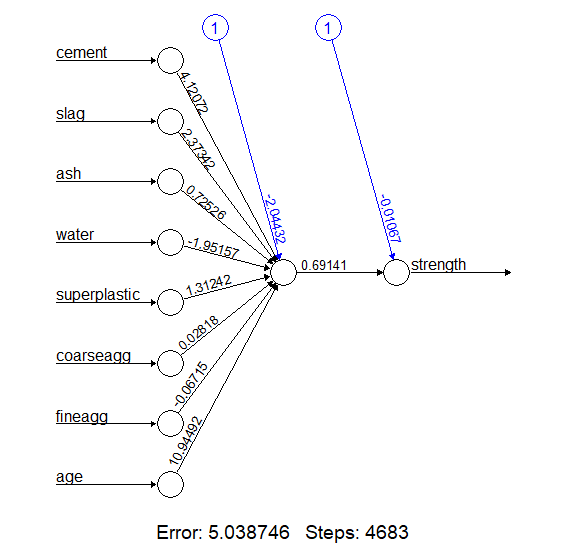 1 1
cement
4.12072
slag
2.37342
ash
0.72526
water
-1.95157
-2.04432
-0.01067
superplastic
1.31242
0.69141
strength
coarseagg
0.02818
fineagg
-0.06715
age
10.94492
Error: 5.038746 Steps: 4683